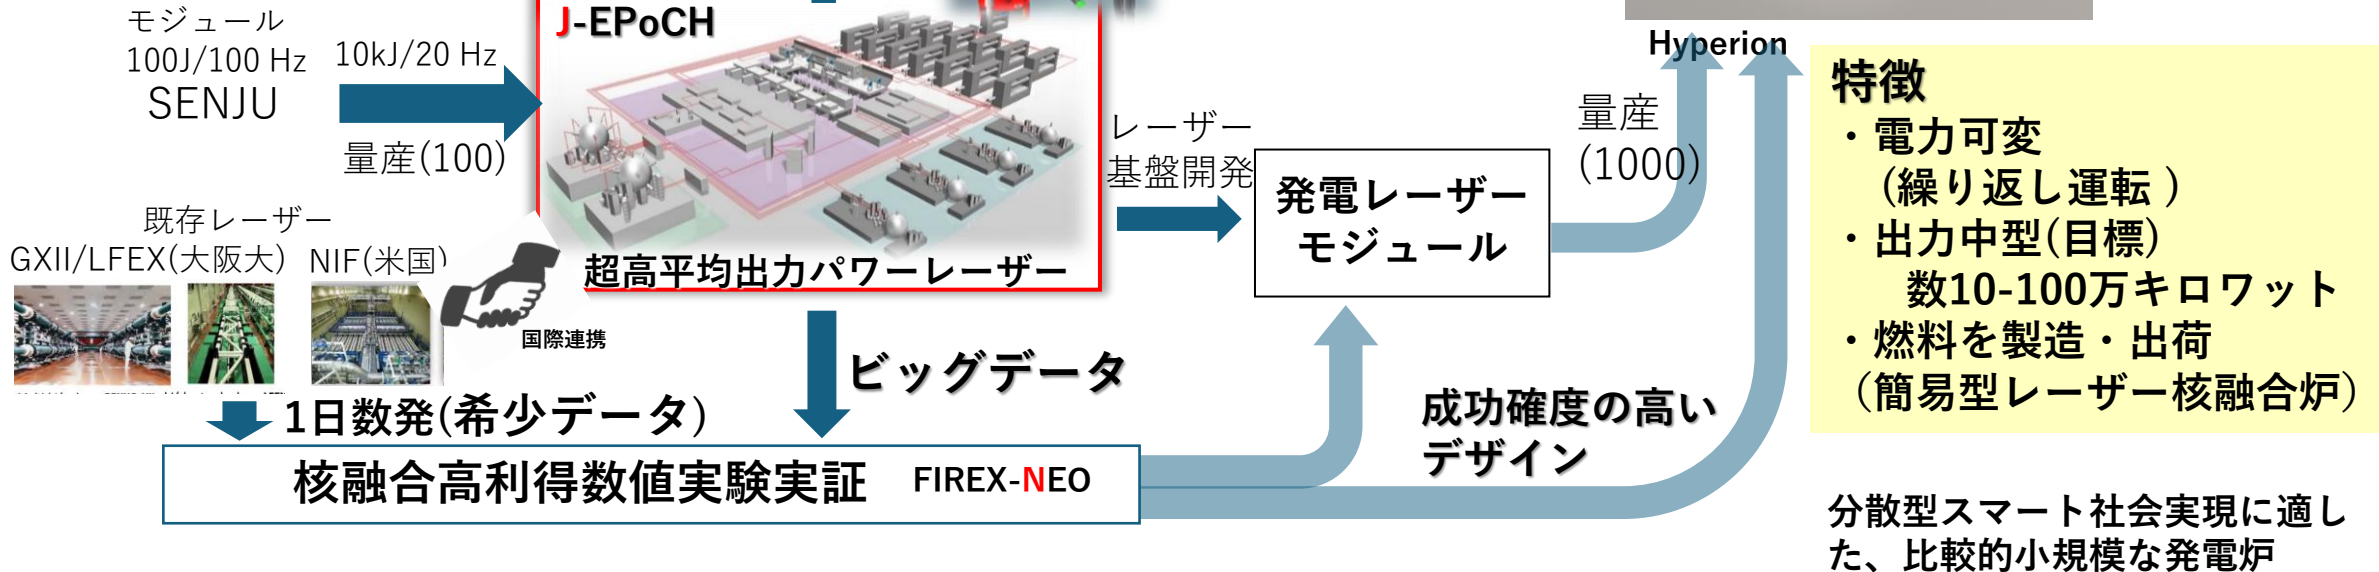 モジュール
100J/100 Hz
SENJU
10kJ/20 Hz
量産(100)
J-EPoCH
超高平均出力パワーレーザー
既存レーザー
GXII/LFEX(大阪大)
NIF(米国)
国際連携
1日数発(希少データ)
ビッグデータ
核融合高利得数値実験実証 FIREX-NEO
レーザー
基盤開発
発電レーザー
モジュール
量産
(1000)
成功確度の高い
デザイン
Hyperion
特徴
・電力可変
(繰り返し運転 )
・出力中型(目標)
数10-100万キロワット
・燃料を製造・出荷
(簡易型レーザー核融合炉)
分散型スマート社会実現に適し
た、比較的小規模な発電炉